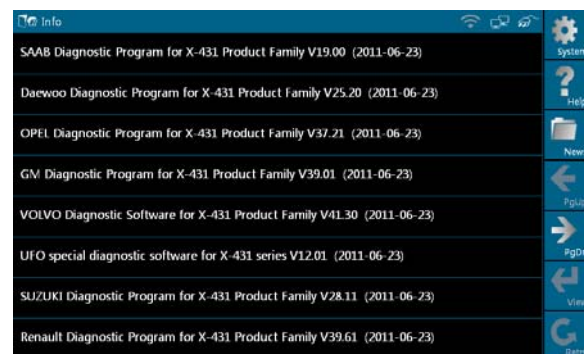 Info
SAAB Diagnostic Program for X-431 Product Family V19.00 (2011-06-23)
Daewoo Diagnostic Program for X-431 Product Family V25.20 (2011-06-23)
OPEL Diagnostic Program for X-431 Product Family V37.21 (2011-06-23)
GM Diagnostic Program for X-431 Product Family V39.01 (2011-06-23)
VOLVO Diagnostic Software for X-431 Product Family V41.30 (2011-06-23)
UFO special diagnostic software for X-431 series V12.01 (2011-06-23)
SUZUKI Diagnostic Program for X-431 Product Family V28.11 (2011-06-23)
Renault Diagnostic Program for X-431 Product Family V39.61 (2011-06-23)
System
Help
New
PgUp
PgD
View